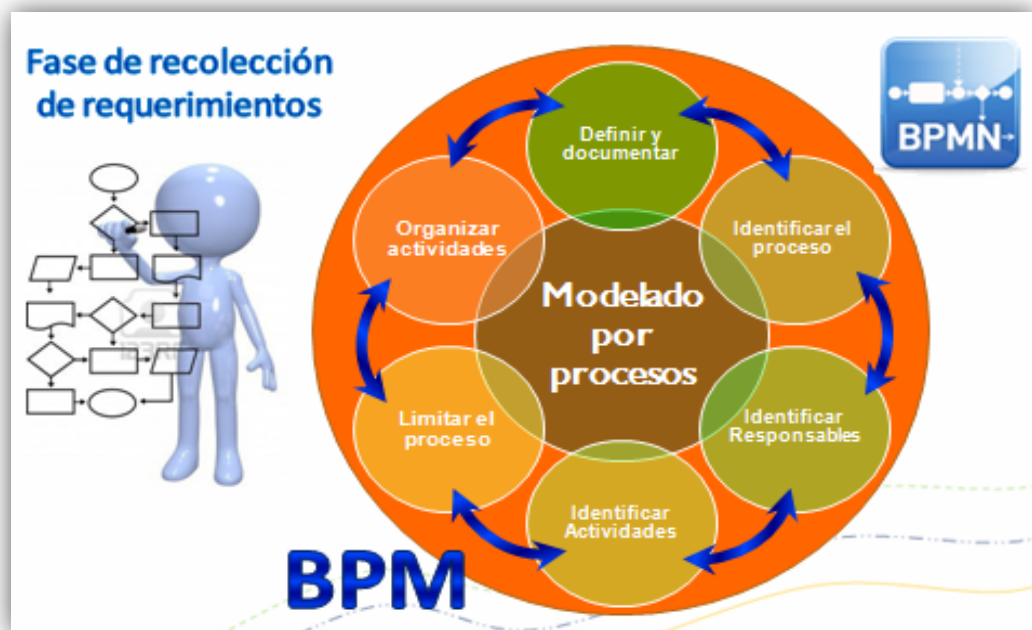 Fase de recolección
de requerimientos
BPMN
Definir y
documentar
Identificar el
proceso
Identificar
Responsables
Identificar
Actividades
Limitar el
proceso
Organizar
actividades
Modelado
por
procesos
BPM